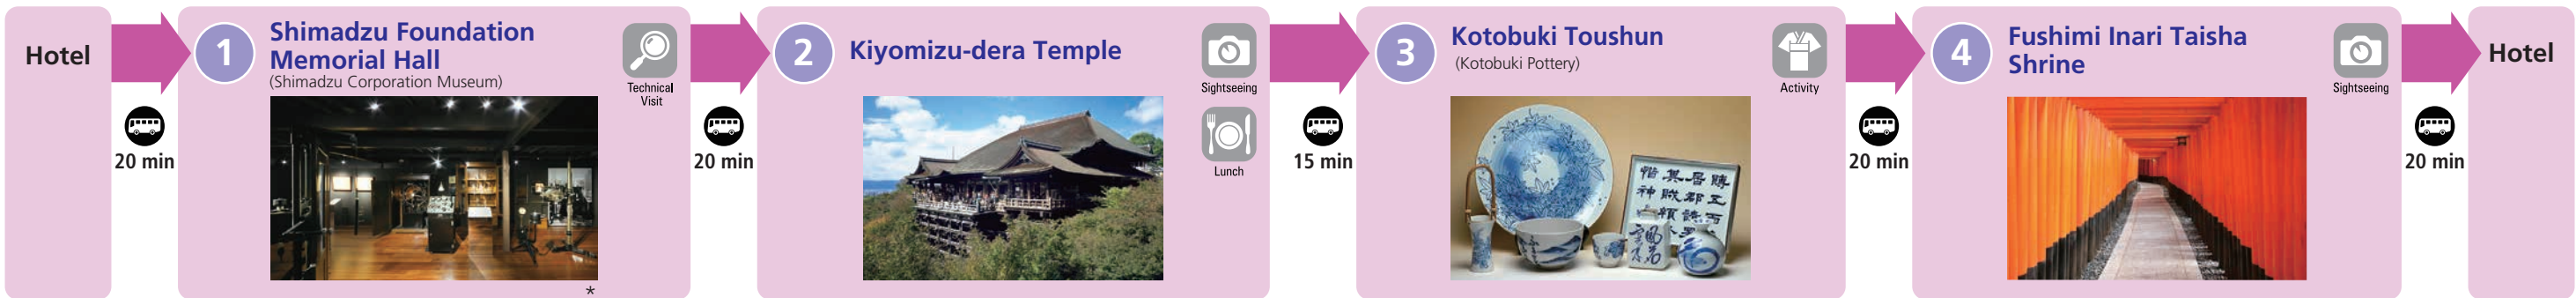 Hotel
20 min
1
Shimadzu Foundation
Memorial Hall
(Shimadzu Corporation Museum)
Technical
Visit
*
20 min
2
Kiyomizu-dera Temple
Sightseeing
Lunch
15 min
3
Kotobuki Toushun
(Kotobuki Pottery)
Activity
20 min
4
Fushimi Inari Taisha
Shrine
Sightseeing
20 min
Hotel